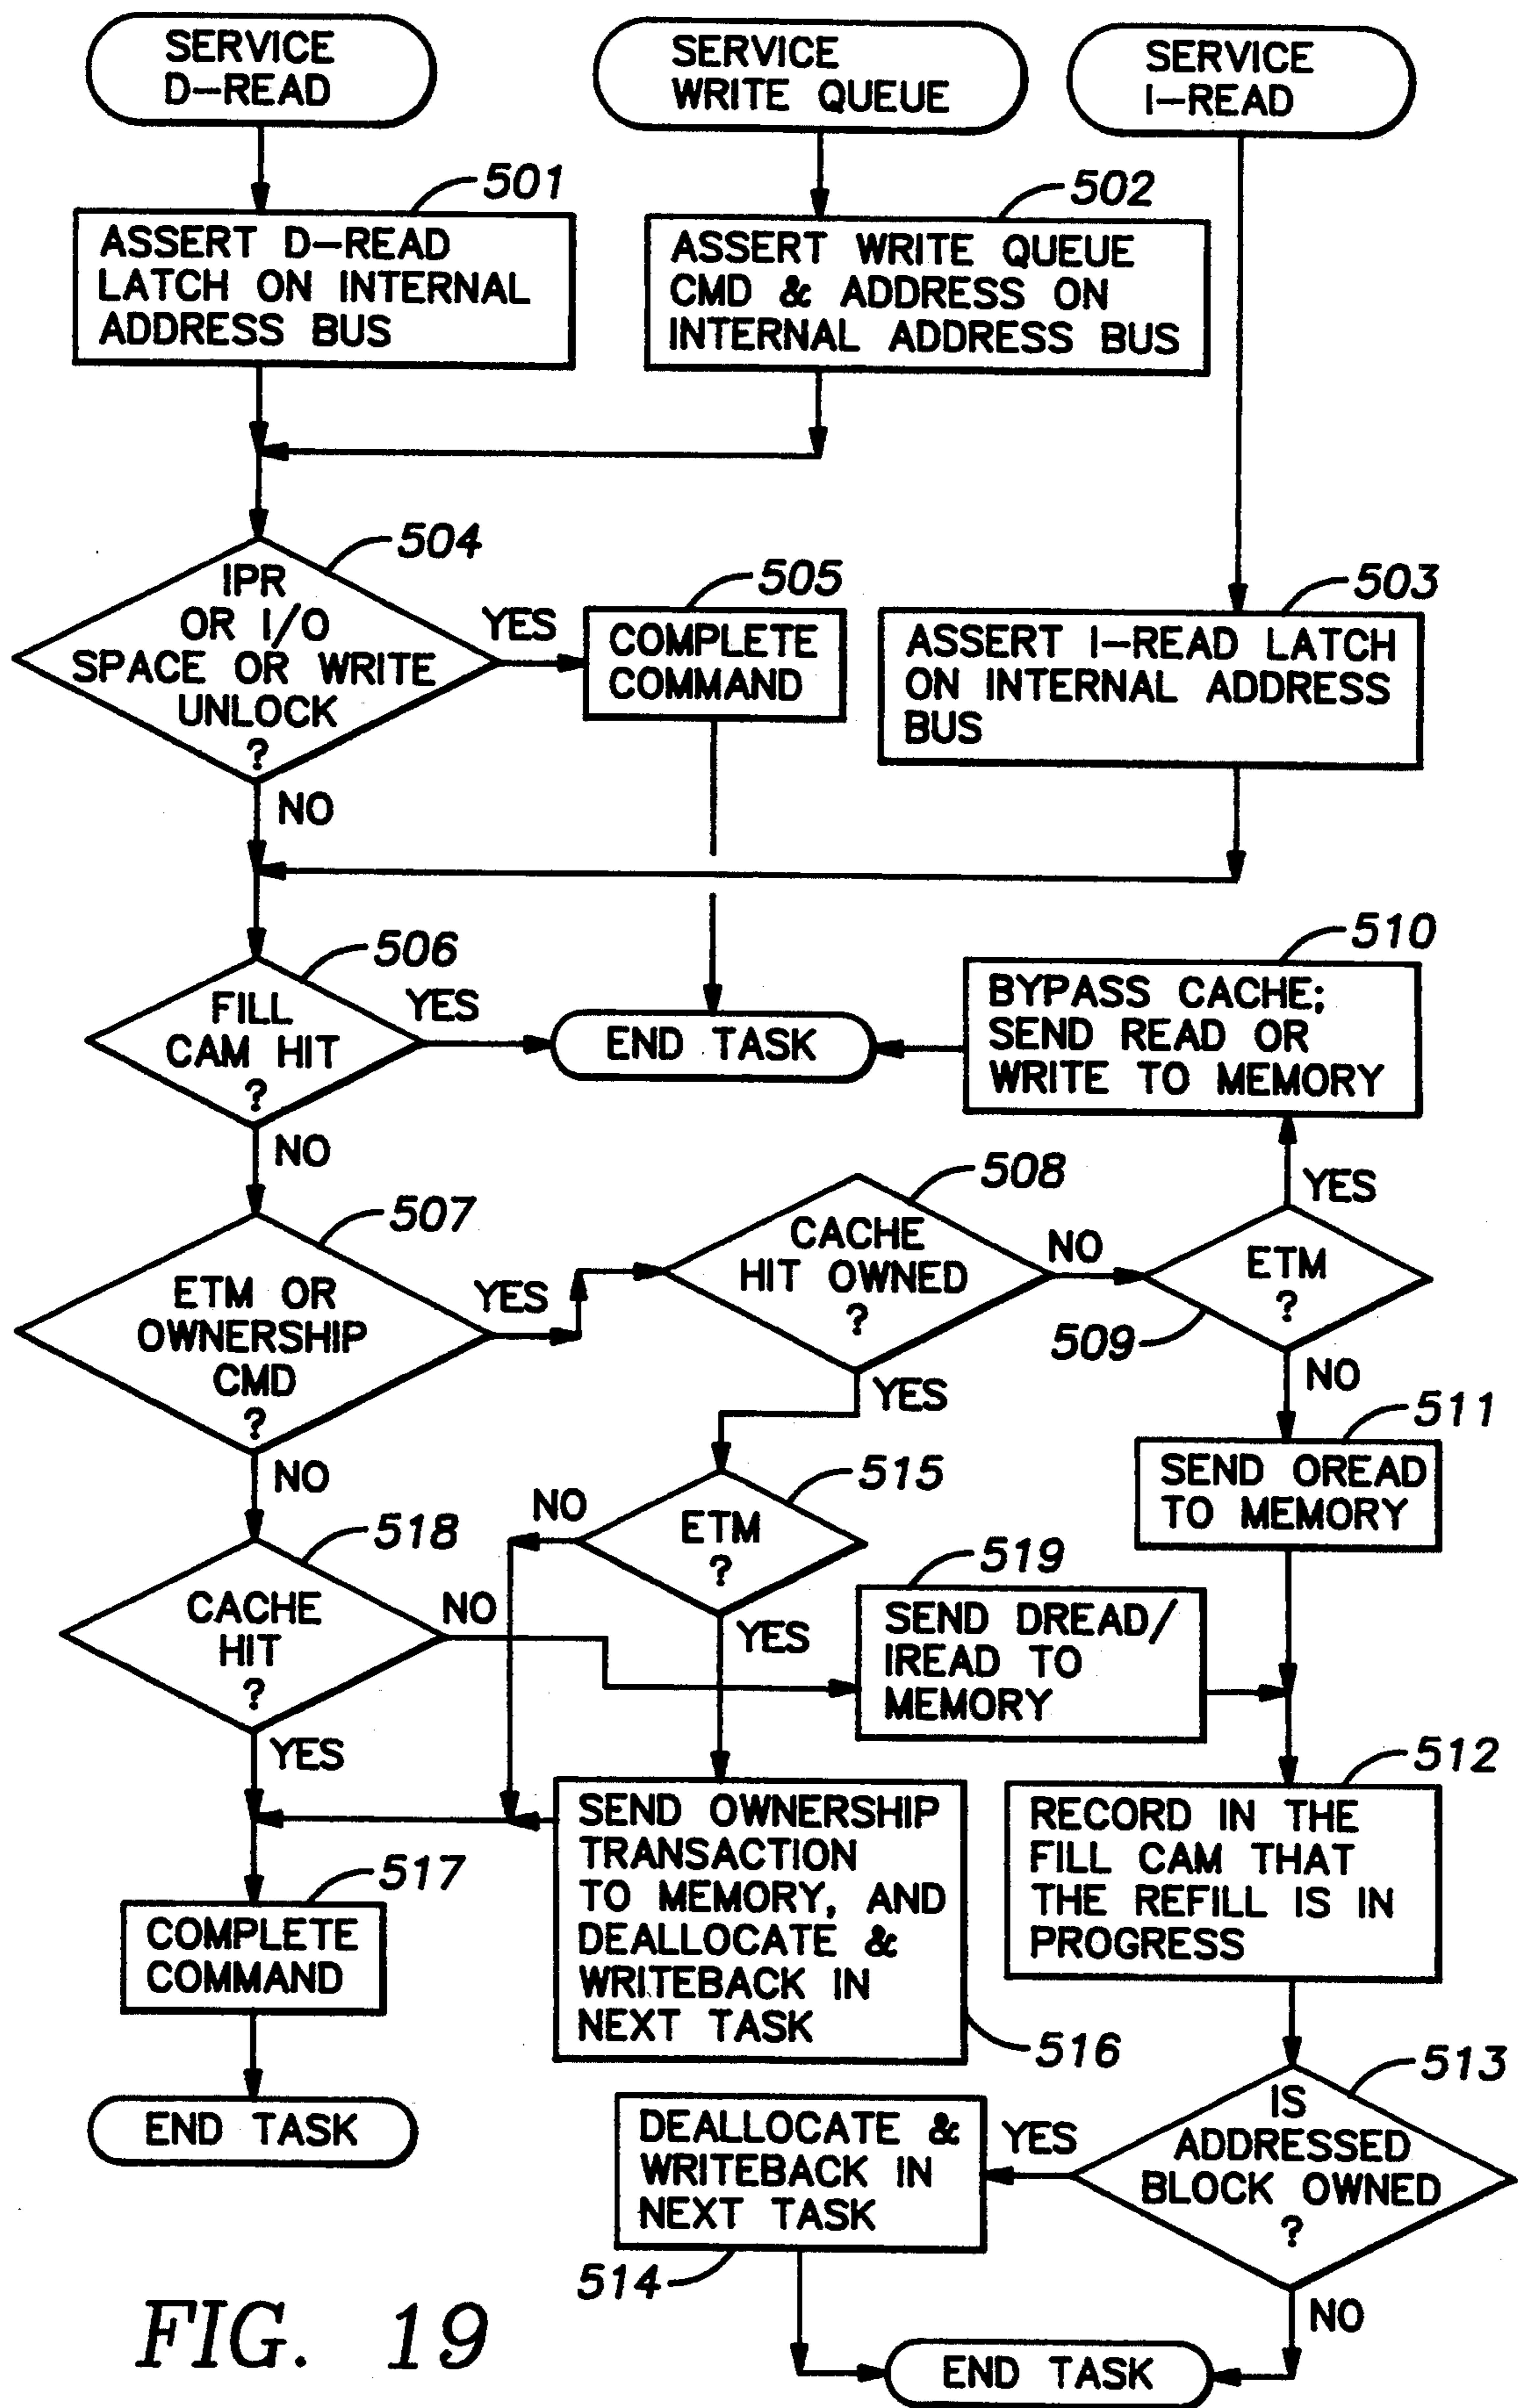 SERVICE
D-READ
SERVICE
WRITE QUEUE
SERVICE
I-READ
501
ASSERT D-READ
LATCH ON INTERNAL
ADDRESS BUS
502
ASSERT WRITE QUEUE
CMD & ADDRESS ON
INTERNAL ADDRESS BUS
504
IPR
OR I/O
SPACE OR WRITE
UNLOCK
?
YES
NO
505
COMPLETE
COMMAND
503
ASSERT I-READ LATCH
ON INTERNAL ADDRESS
BUS
506
FILL
CAM HIT
?
YES
NO
END TASK
510
BYPASS CACHE;
SEND READ OR
WRITE TO MEMORY
507
ETM OR
OWNERSHIP
CMD
?
YES
NO
508
CACHE
HIT OWNED
?
NO
YES
YES
ETM
?
509
NO
511
SEND OREAD
TO MEMORY
515
NO
ETM
?
YES
518
CACHE
HIT
?
NO
YES
519
SEND DREAD/
IREAD TO
MEMORY
512
RECORD IN THE
FILL CAM THAT
THE REFILL IS IN
PROGRESS
SEND OWNERSHIP
TRANSACTION
TO MEMORY, AND
DEALLOCATE &
WRITEBACK IN
NEXT TASK
516
517
COMPLETE
COMMAND
END TASK
513
IS
ADDRESSED
BLOCK OWNED
?
YES
NO
DEALLOCATE &
WRITEBACK IN
NEXT TASK
514
END TASK
FIG. 19